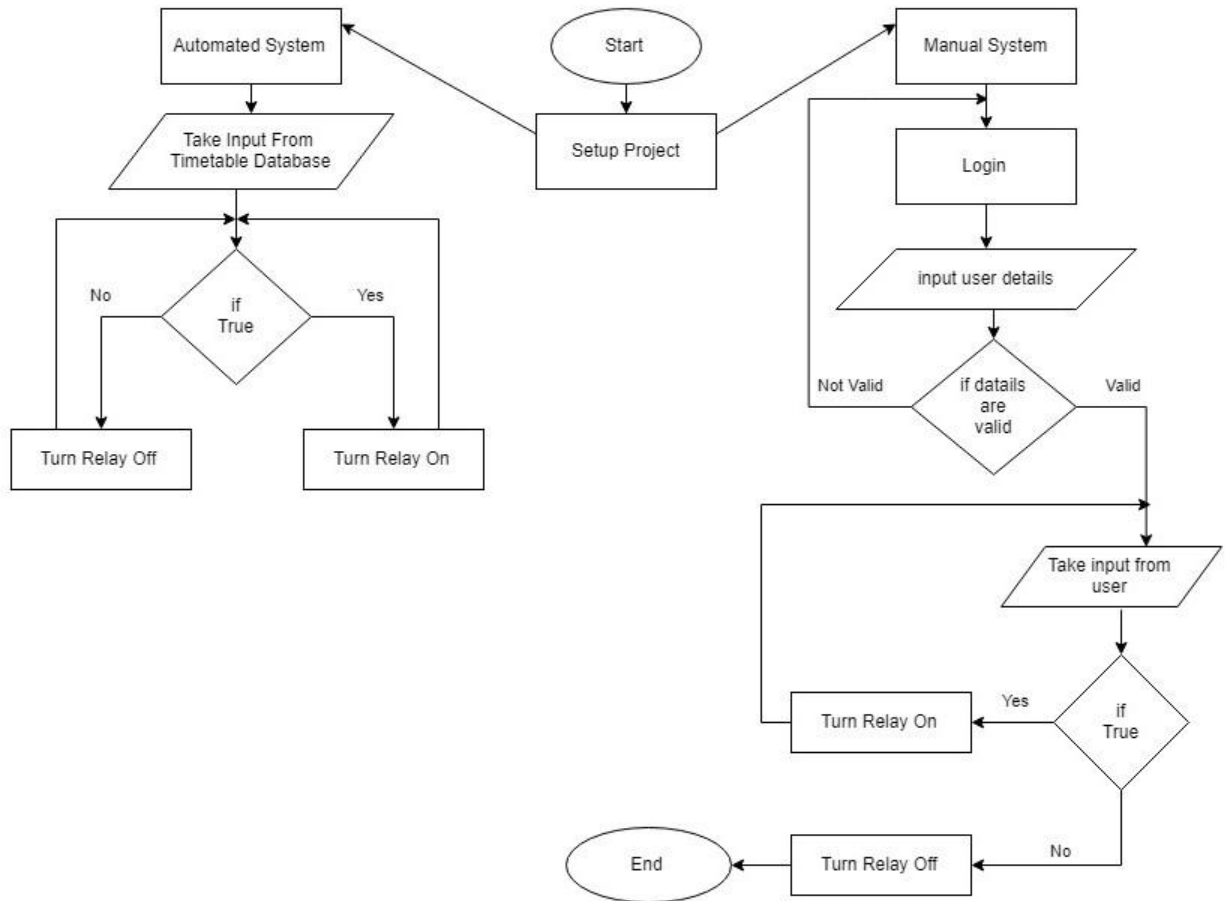 Automated System
Start
Manual System
Take Input From
Timetable Database
Setup Project
Login
No
if
True
Yes
input user details
Not Valid
if datails
are
valid
Valid
Turn Relay Off
Turn Relay On
Take input from
user
Turn Relay On
Yes
if
True
End
Turn Relay Off
No